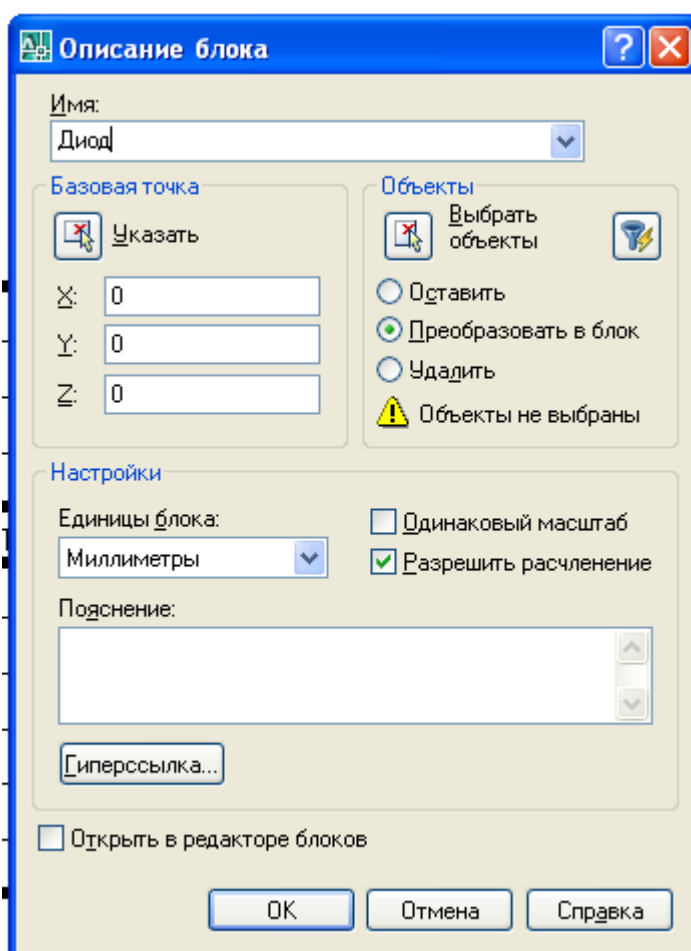 Описание блока
Имя:
Диод
Базовая точка
Указать
X: 0
Y: 0
Z: 0
Объекты
Выбрать
объекты
Оставить
Преобразовать в блок
Удалить
Объекты не выбраны
Настройки
Единицы блока:
Миллиметры
Одинаковый масштаб
Разрешить расчленение
Пояснение:
Гиперссылка...
Открыть в редакторе блоков
OK Отмена Справка